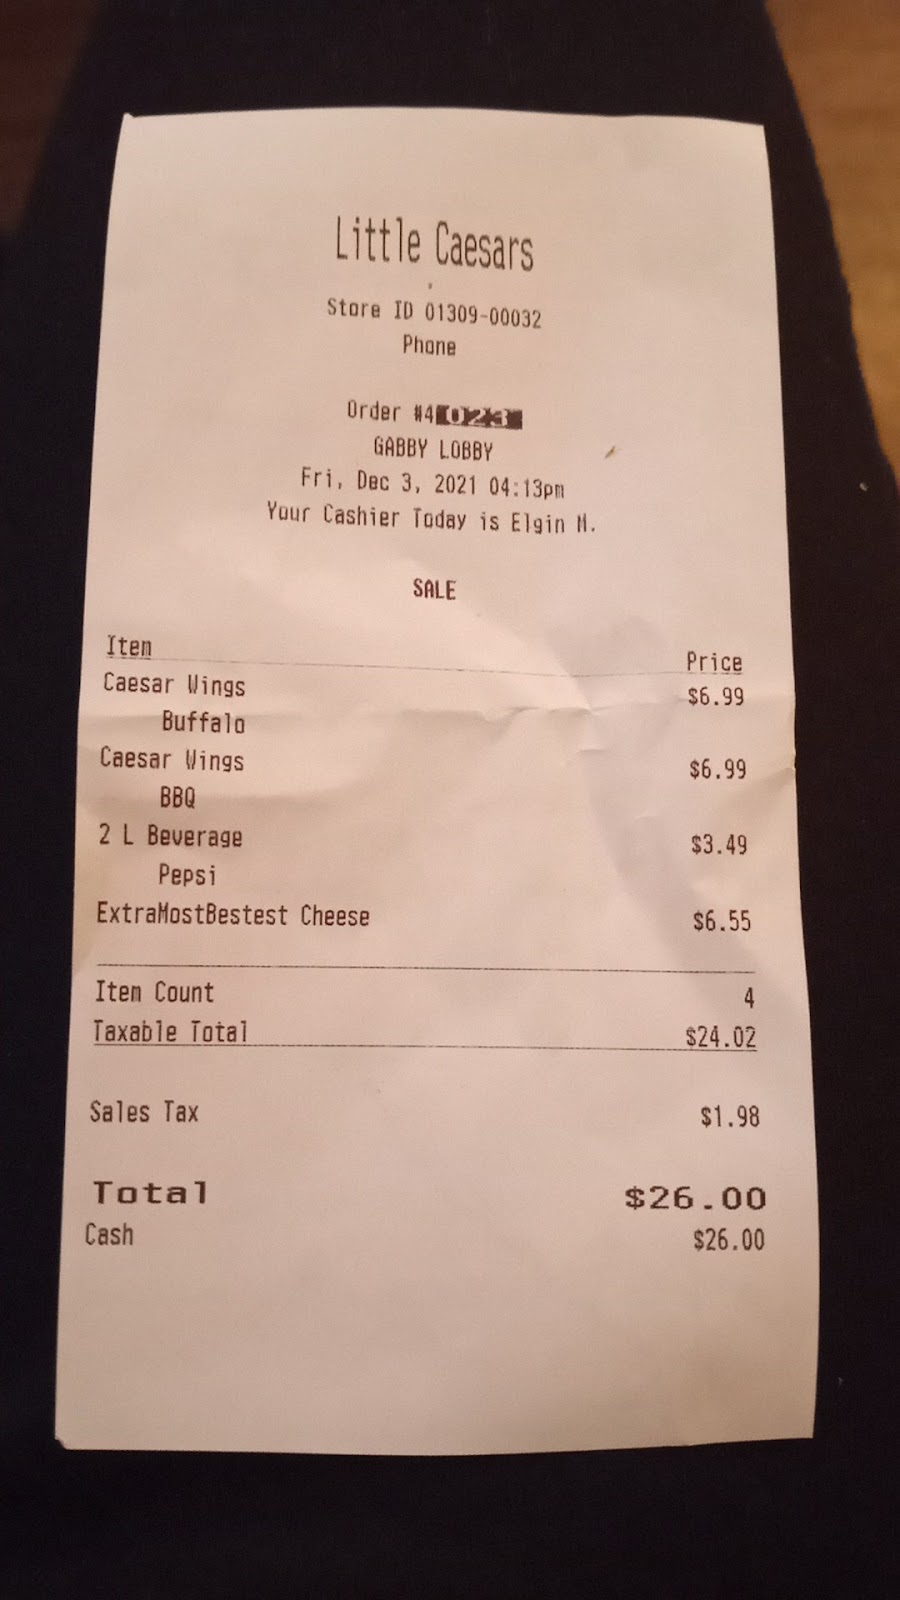 Little Caesars
Store ID 01309-00032
Phone
Order #4023
GABBY LOBBY
Fri, Dec 3, 2021 04:13pm
Your Cashier Today is Elgin M.
SALE
Item Price
Caesar Wings $6.99
Buffalo
Caesar Wings $6.99
BBQ
2 L Beverage $3.49
Pepsi
ExtraMostBestest Cheese $6.55
Item Count 4
Taxable Total $24.02
Sales Tax $1.98
Total $26.00
Cash $26.00